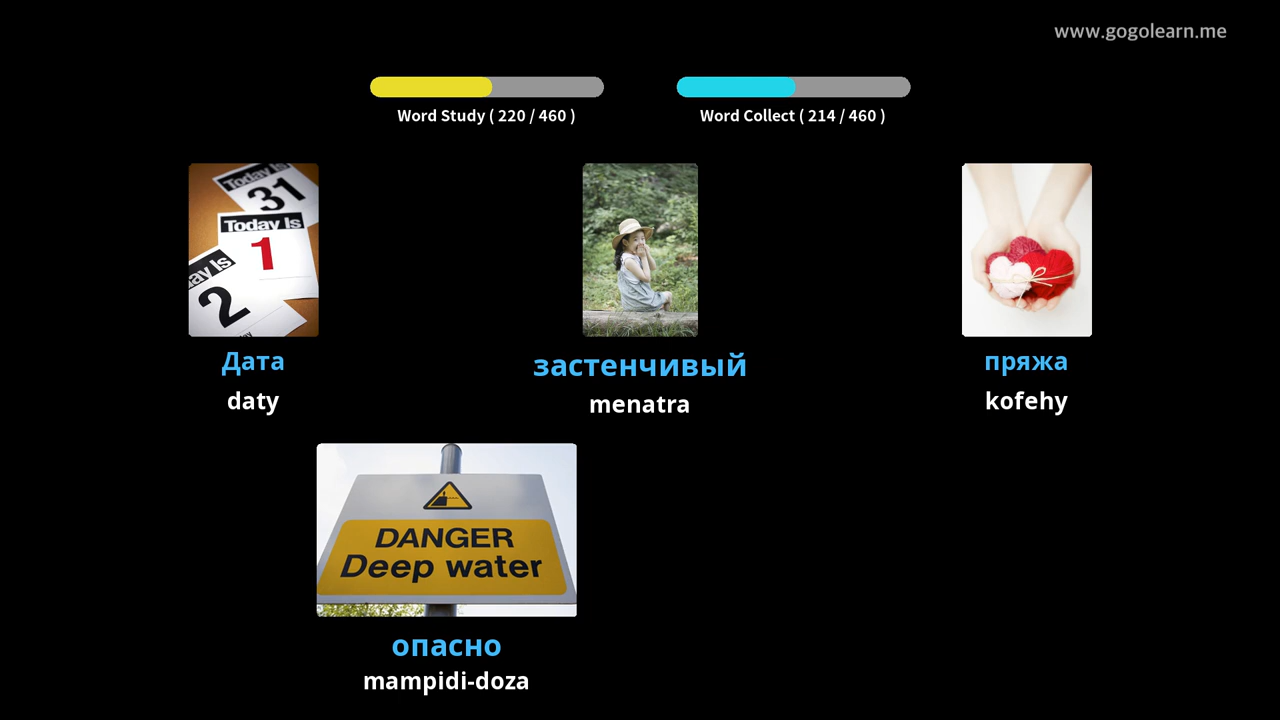 www.gogolearn.me
Word Study ( 220 / 460 )
Word Collect ( 214 / 460 )
Today Is
31
Today Is
1
ay Is
2
Дата
daty
застенчивый
menatra
пряжа
kofehy
DANGER
Deep water
опасно
mampidi-doza